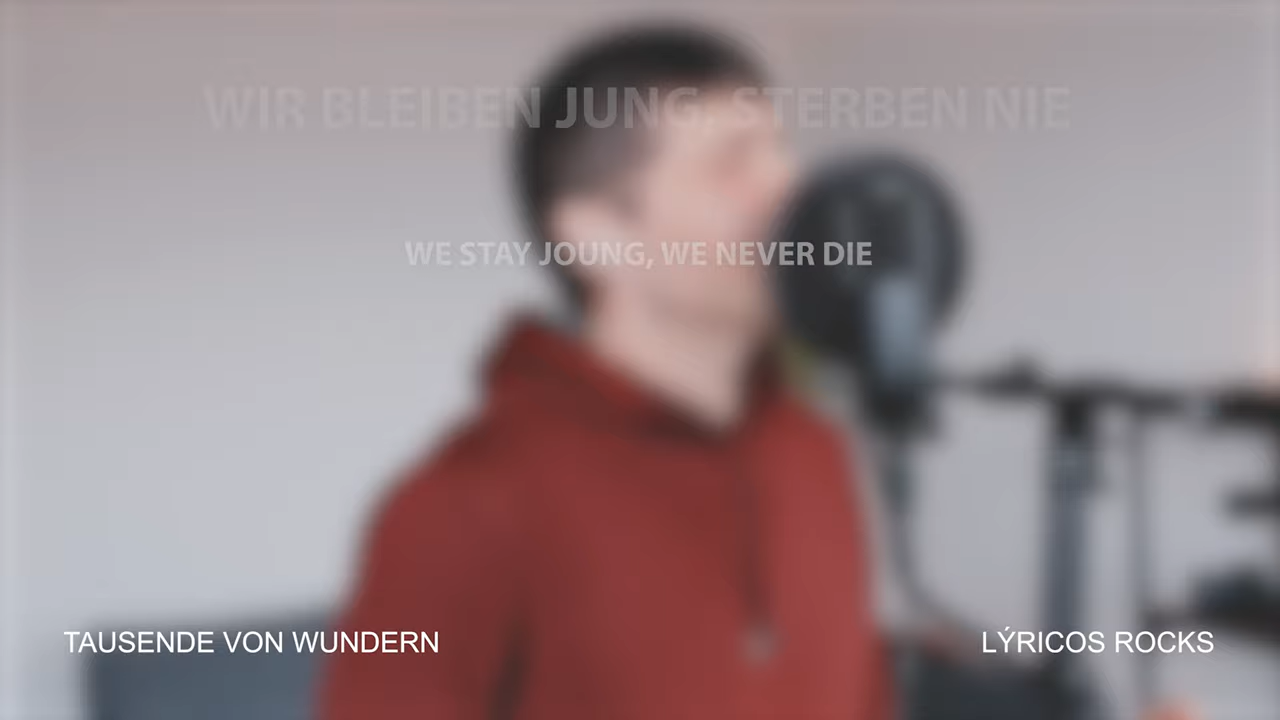 WIR BLEIBEN JUNG, STERBEN NIE
WE STAY JOUNG, WE NEVER DIE
TAUSENDE VON WUNDERN
LÝRICOS ROCKS